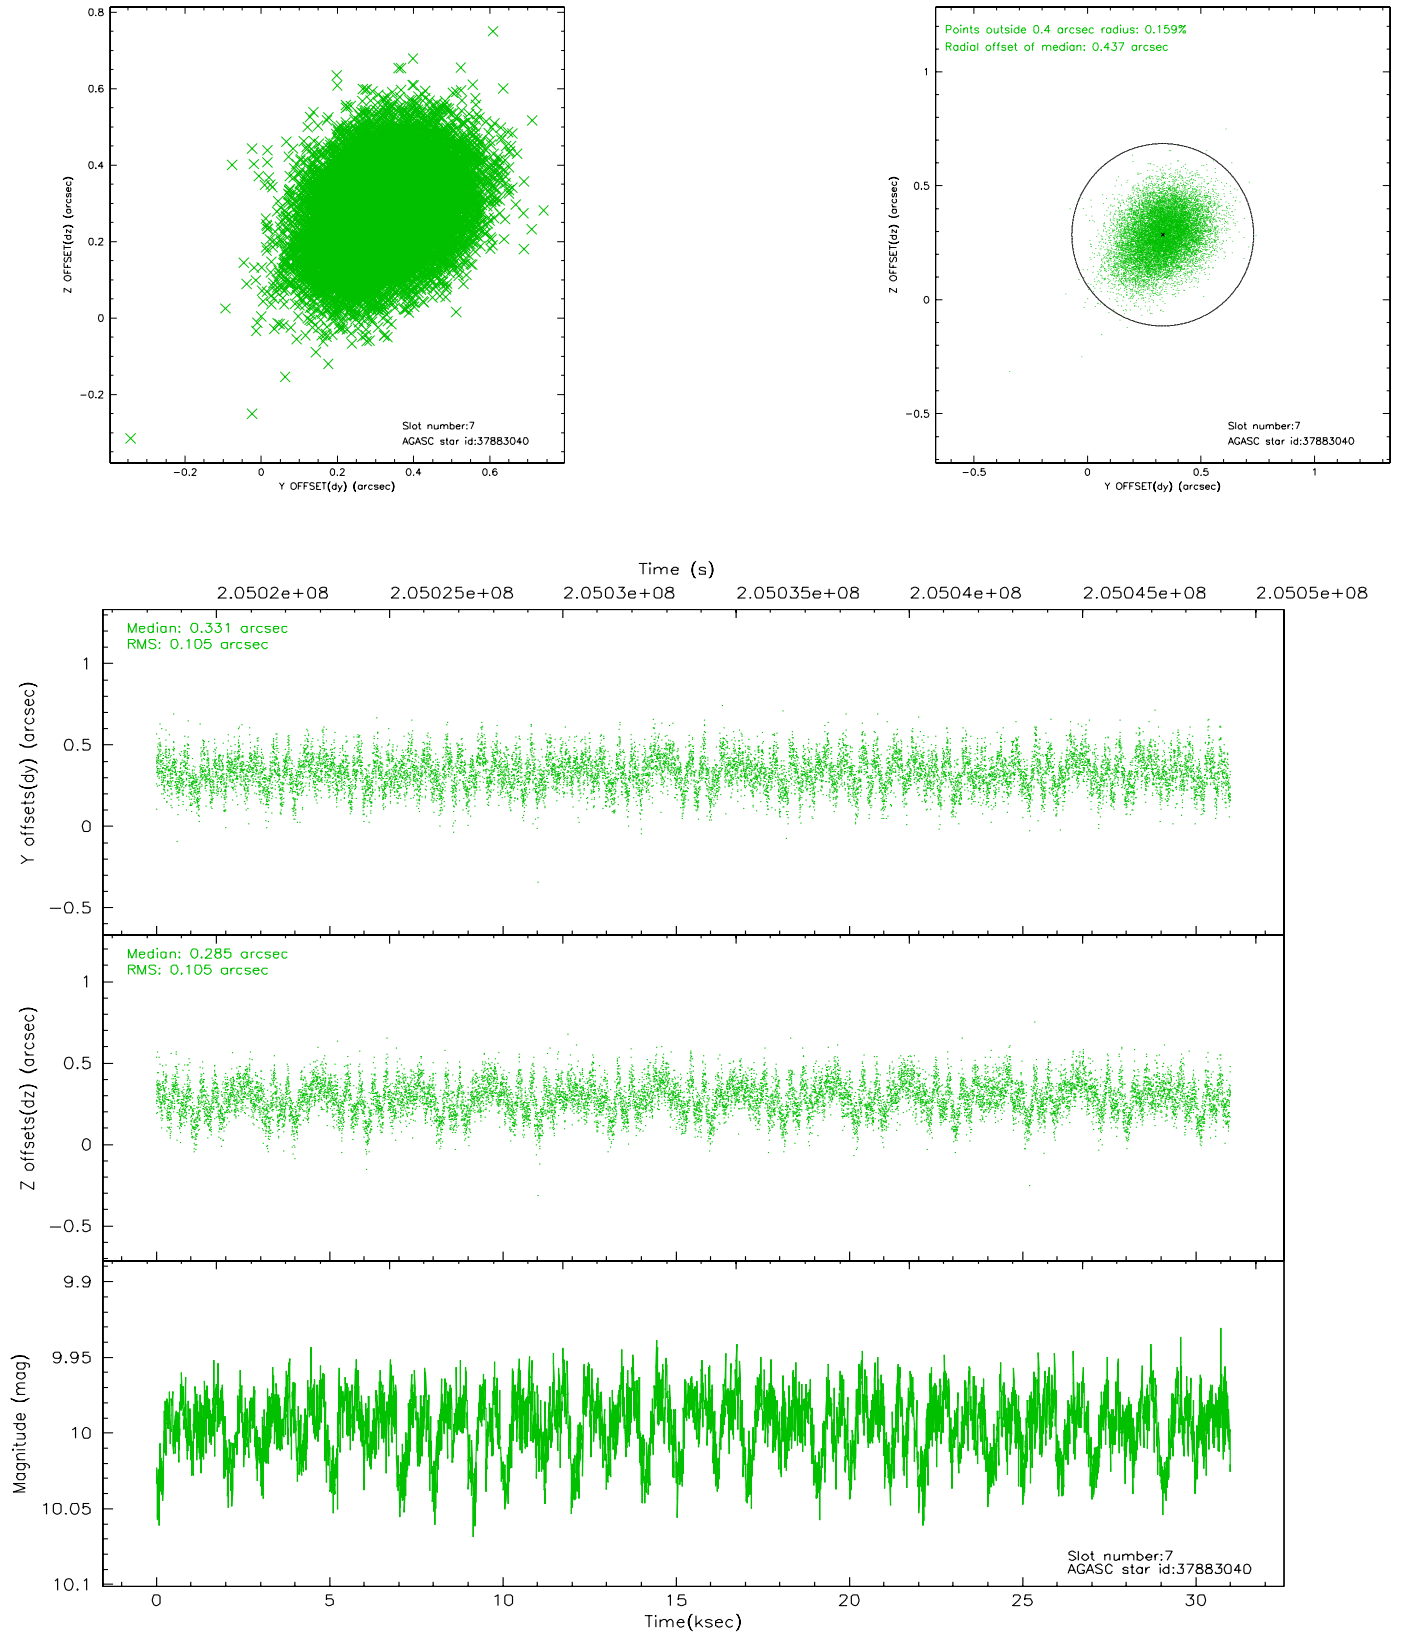 0.8
0.6
0.4
0.2
0
−0.2
Z OFFSET(dz) (arcsec)
−0.2 0 0.2 0.4 0.6
Y OFFSET(dy) (arcsec)
Slot number:7
AGASC star id:37883040
Points outside 0.4 arcsec radius: 0.159%
Radial offset of median: 0.437 arcsec
1
0.5
0
−0.5
Z OFFSET(dz) (arcsec)
−0.5 0 0.5 1
Y OFFSET(dy) (arcsec)
Slot number:7
AGASC star id:37883040
Time (s)
2.0502e+08 2.05025e+08 2.0503e+08 2.05035e+08 2.0504e+08 2.05045e+08 2.0505e+08
Median: 0.331 arcsec
RMS: 0.105 arcsec
1
0.5
0
−0.5
Y offsets(dy) (arcsec)
Median: 0.285 arcsec
RMS: 0.105 arcsec
1
0.5
0
−0.5
Z offsets(dz) (arcsec)
9.9
9.95
10
10.05
10.1
Magnitude (mag)
Slot number:7
AGASC star id:37883040
0 5 10 15 20 25 30
Time(ksec)